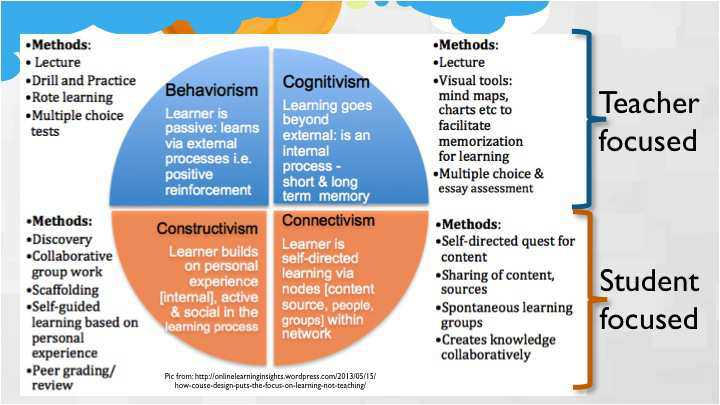 •Methods:
• Lecture
•Drill and Practice
•Rote learning
•Multiple choice
tests
Behaviorism
Learner is
passive: learns
via external
processes i.e.
positive
reinforcement
Cognitivism
Learning goes
beyond
external: is an
internal
process -
short & long
term memory
•Methods:
•Lecture
•Visual tools:
mind maps,
charts etc to
facilitate
memorization
for learning
•Multiple choice &
essay assessment
Teacher
focused
•Methods:
•Discovery
•Collaborative
group work
•Scaffolding
•Self-guided
learning based on
personal
experience
•Peer grading/
review
Constructivism
Learner builds
on personal
experience
[internal], active
& social in the
learning process
Connectivism
Learner is
self-directed
learning via
nodes [content
source, people,
groups] within
network
•Methods:
•Self-directed quest for
content
•Sharing of content,
sources
•Spontaneous learning
groups
•Creates knowledge
collaboratively
Student
focused
Pic from: http://onlinelearninginsights.wordpress.com/2013/05/15/
how-couse-design-puts-the-focus-on-learning-not-teaching/